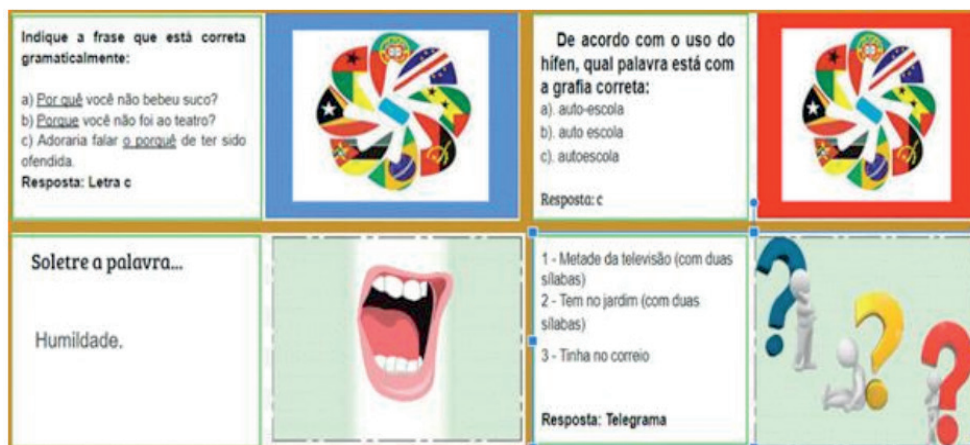 Indique a frase que está correta
gramaticalmente:
a) Por quê você não bebeu suco?
b) Porque você não foi ao teatro?
c) Adoraria falar o porquê de ter sido
ofendida.
Resposta: Letra c
De acordo com o uso do
hífen, qual palavra está com
a grafia correta:
a). auto-escola
b). auto escola
c). autoescola
Resposta: c
Soletre a palavra...
Humildade.
1 - Metade da televisão (com duas
sílabas)
2 - Tem no jardim (com duas
sílabas)
3 - Tinha no correio
Resposta: Telegrama